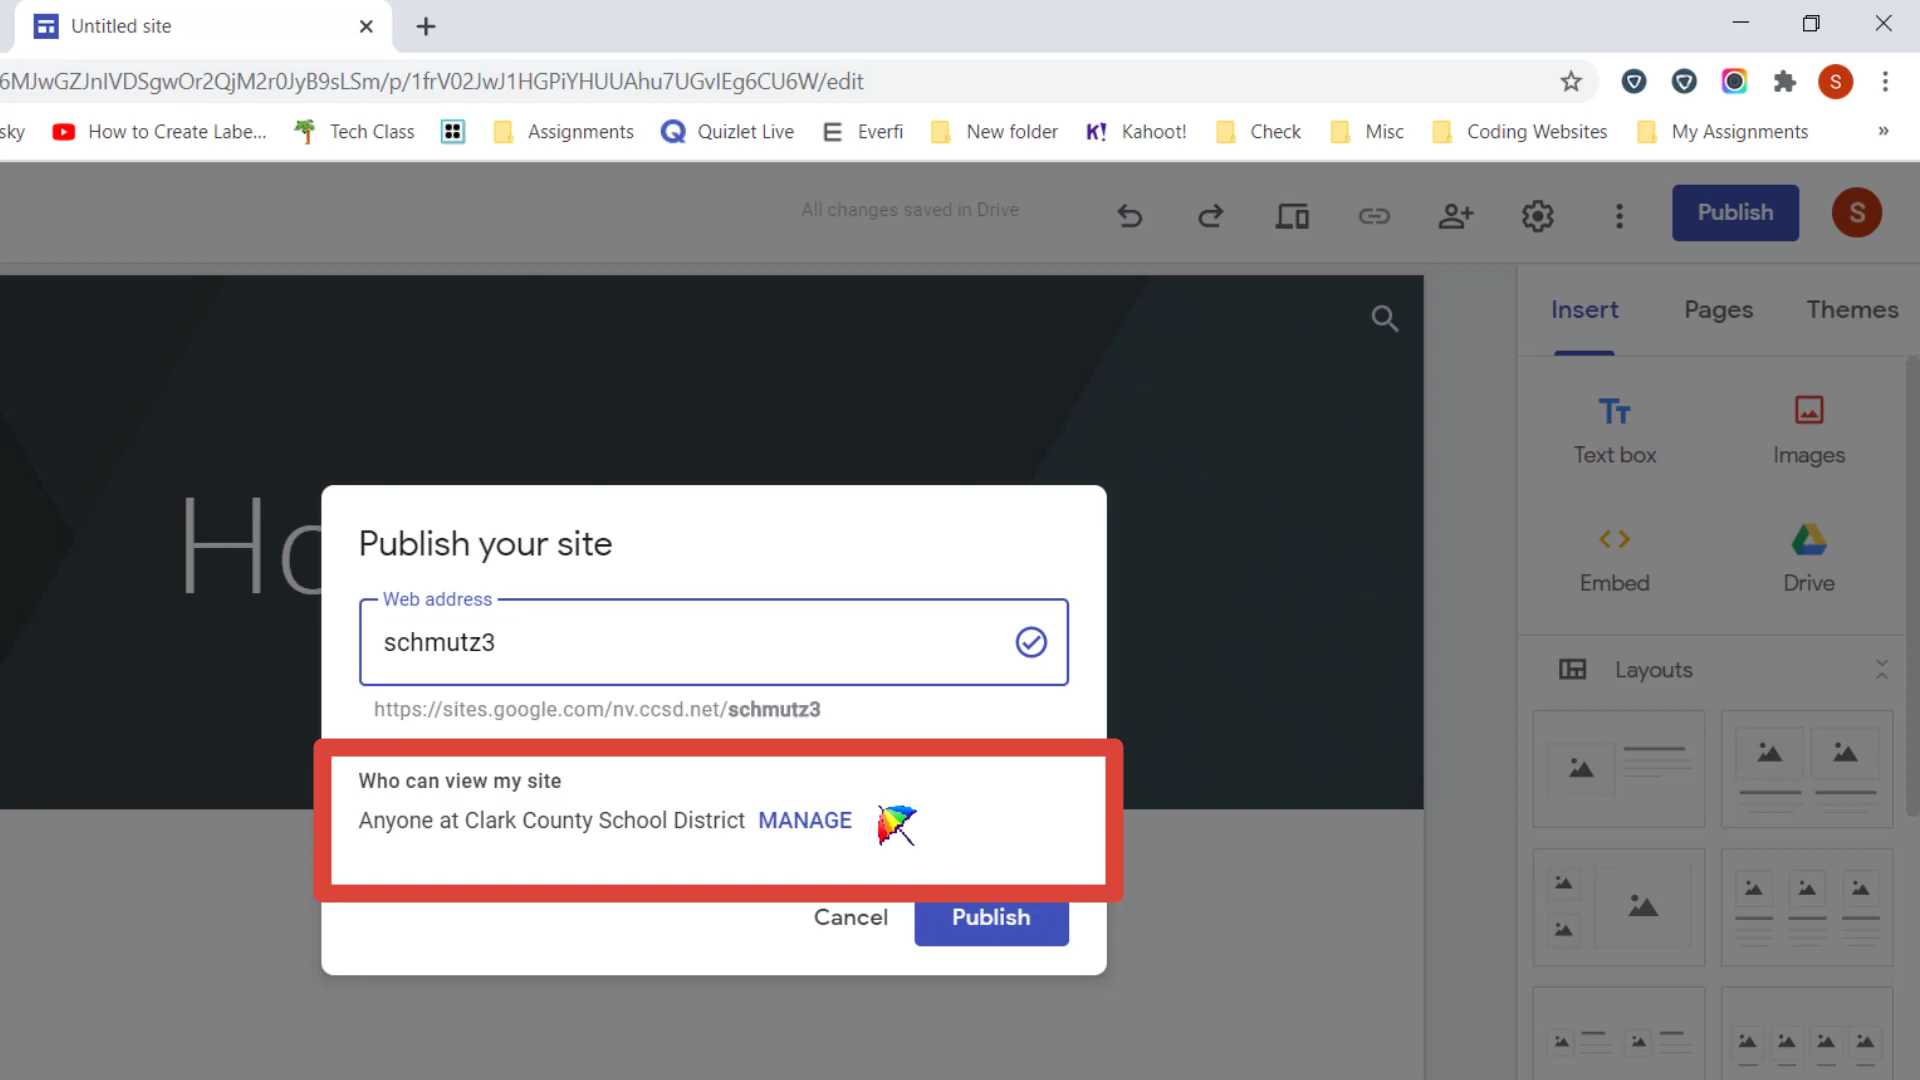 Untitled site
6MJwGZJnIVDSgwOr2QjM2r0JyB9sLSm/p/1frV02JwJ1HGPiYHUUAhu7UGvlEg6CU6W/edit
S
sky How to Create Labe... Tech Class Assignments Quizlet Live Everfi New folder K! Kahoot! Check Misc Coding Websites My Assignments »
All changes saved in Drive
Publish
S
Insert Pages Themes
Tt
Text box Images
Embed Drive
Layouts
Ho
Publish your site
Web address
schmutz3
https://sites.google.com/nv.ccsd.net/schmutz3
Who can view my site
Anyone at Clark County School District MANAGE
Cancel Publish